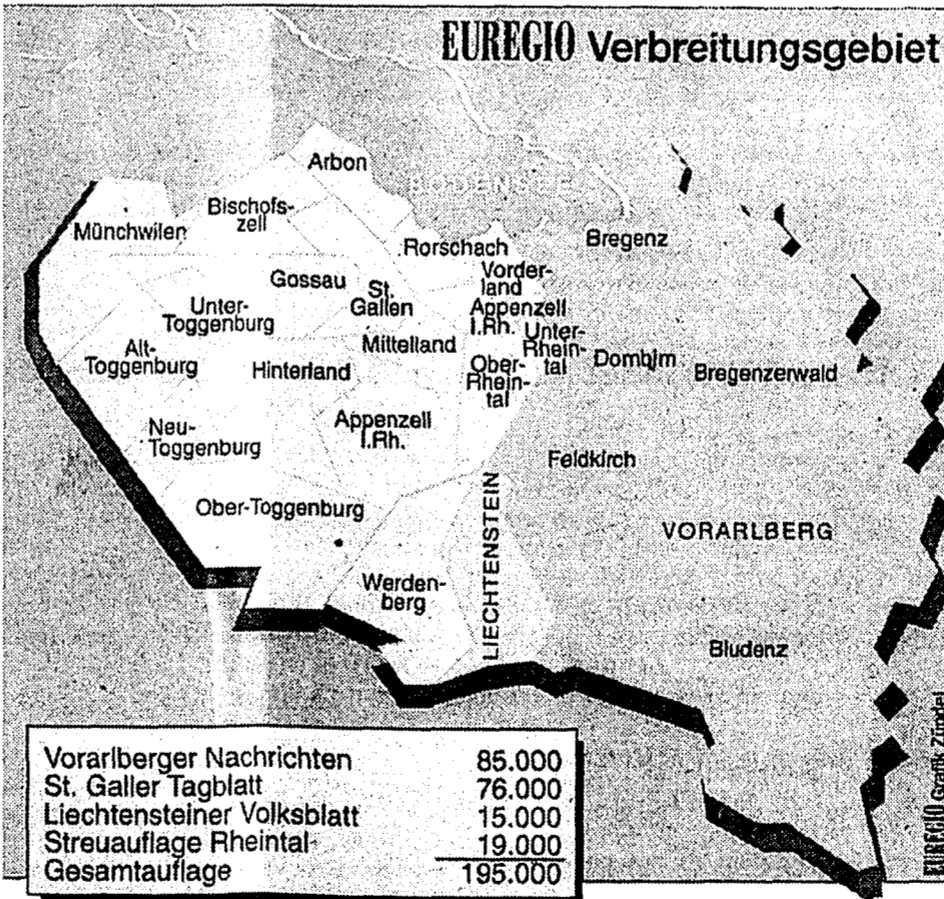 EUREGIO Verbreitungsgebiet
Arbon
BODENSEE
Bischofs-
zell
Münchwilen
Rorschach
Bregenz
Gossau
St.
Gallen
Vorder-
land
Appenzell
I.Rh.
Unter-
Toggenburg
Mittelland
Unter-
Rhein-
tal
Dornbirn
Bregenzerwald
Alt-
Toggenburg
Hinterland
Ober-
Rhein-
tal
Neu-
Toggenburg
Appenzell
I.Rh.
Feldkirch
Ober-Toggenburg
LIECHTENSTEIN
VORARLBERG
Werden-
berg
Bludenz
Vorarlberger Nachrichten 85.000
St. Galler Tagblatt 76.000
Liechtensteiner Volksblatt 15.000
Streuauflage Rheintal 19.000
Gesamtauflage 195.000
EUREGIO Grafik Zündel